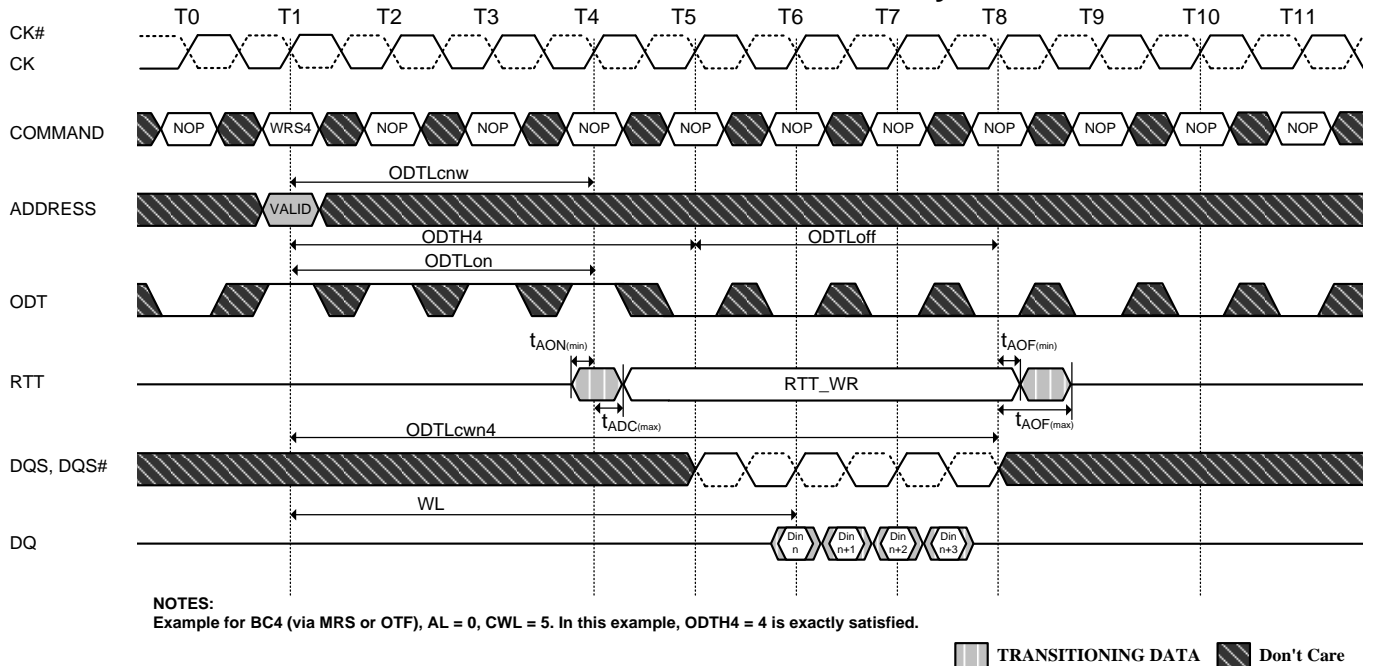 T0 T1 T2 T3 T4 T5 T6 T7 T8 T9 T10 T11
CK#
CK
COMMAND
NOP WRS4 NOP NOP NOP NOP NOP NOP NOP NOP NOP NOP
ODTLcnw
ADDRESS
VALID
ODTH4 ODTLoff
ODTLon
ODT
tAON(min) tAOF(min)
RTT
RTT_WR
tADC(max) tAOF(max)
ODTLcwn4
DQS, DQS#
WL
DQ
Din n Din n+1 Din n+2 Din n+3
NOTES:
Example for BC4 (via MRS or OTF), AL = 0, CWL = 5. In this example, ODTH4 = 4 is exactly satisfied.
TRANSITIONING DATA Don't Care